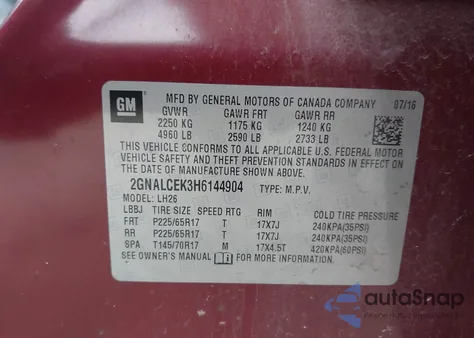 GM
MFD BY GENERAL MOTORS OF CANADA COMPANY 07/16
GVWR GAWR FRT GAWR RR
2250 KG 1175 KG 1240 KG
4960 LB 2590 LB 2733 LB
THIS VEHICLE CONFORMS TO ALL APPLICABLE U.S. FEDERAL MOTOR
VEHICLE SAFETY AND THEFT PREVENTION STANDARDS IN EFFECT ON
THE DATE OF MANUFACTURE SHOWN ABOVE.
2GNALCEK3H6144904 TYPE: M.P.V.
MODEL: LH26
LBBJ TIRE SIZE SPEED RTG RIM COLD TIRE PRESSURE
FRT P225/65R17 T 17X7J 240KPA(35PSI)
RR P225/65R17 T 17X7J 240KPA(35PSI)
SPA T145/70R17 M 17X4.5T 420KPA(60PSI)
SEE OWNER'S MANUAL FOR MORE INFORMATION
autoSnap